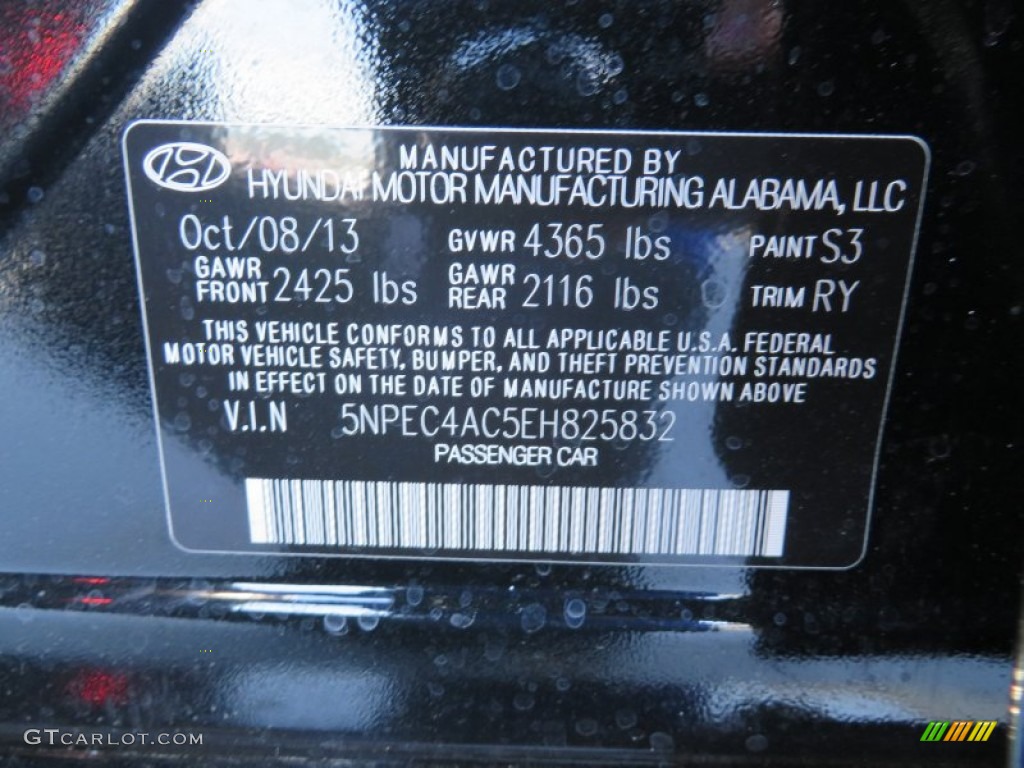 MANUFACTURED BY
HYUNDAI MOTOR MANUFACTURING ALABAMA, LLC
Oct/08/13 GVWR 4365 lbs PAINT S3
GAWR FRONT 2425 lbs GAWR REAR 2116 lbs TRIM RY
THIS VEHICLE CONFORMS TO ALL APPLICABLE U.S.A. FEDERAL
MOTOR VEHICLE SAFETY, BUMPER, AND THEFT PREVENTION STANDARDS
IN EFFECT ON THE DATE OF MANUFACTURE SHOWN ABOVE
V.I.N 5NPEC4AC5EH825832
PASSENGER CAR
GTCARLOT.COM